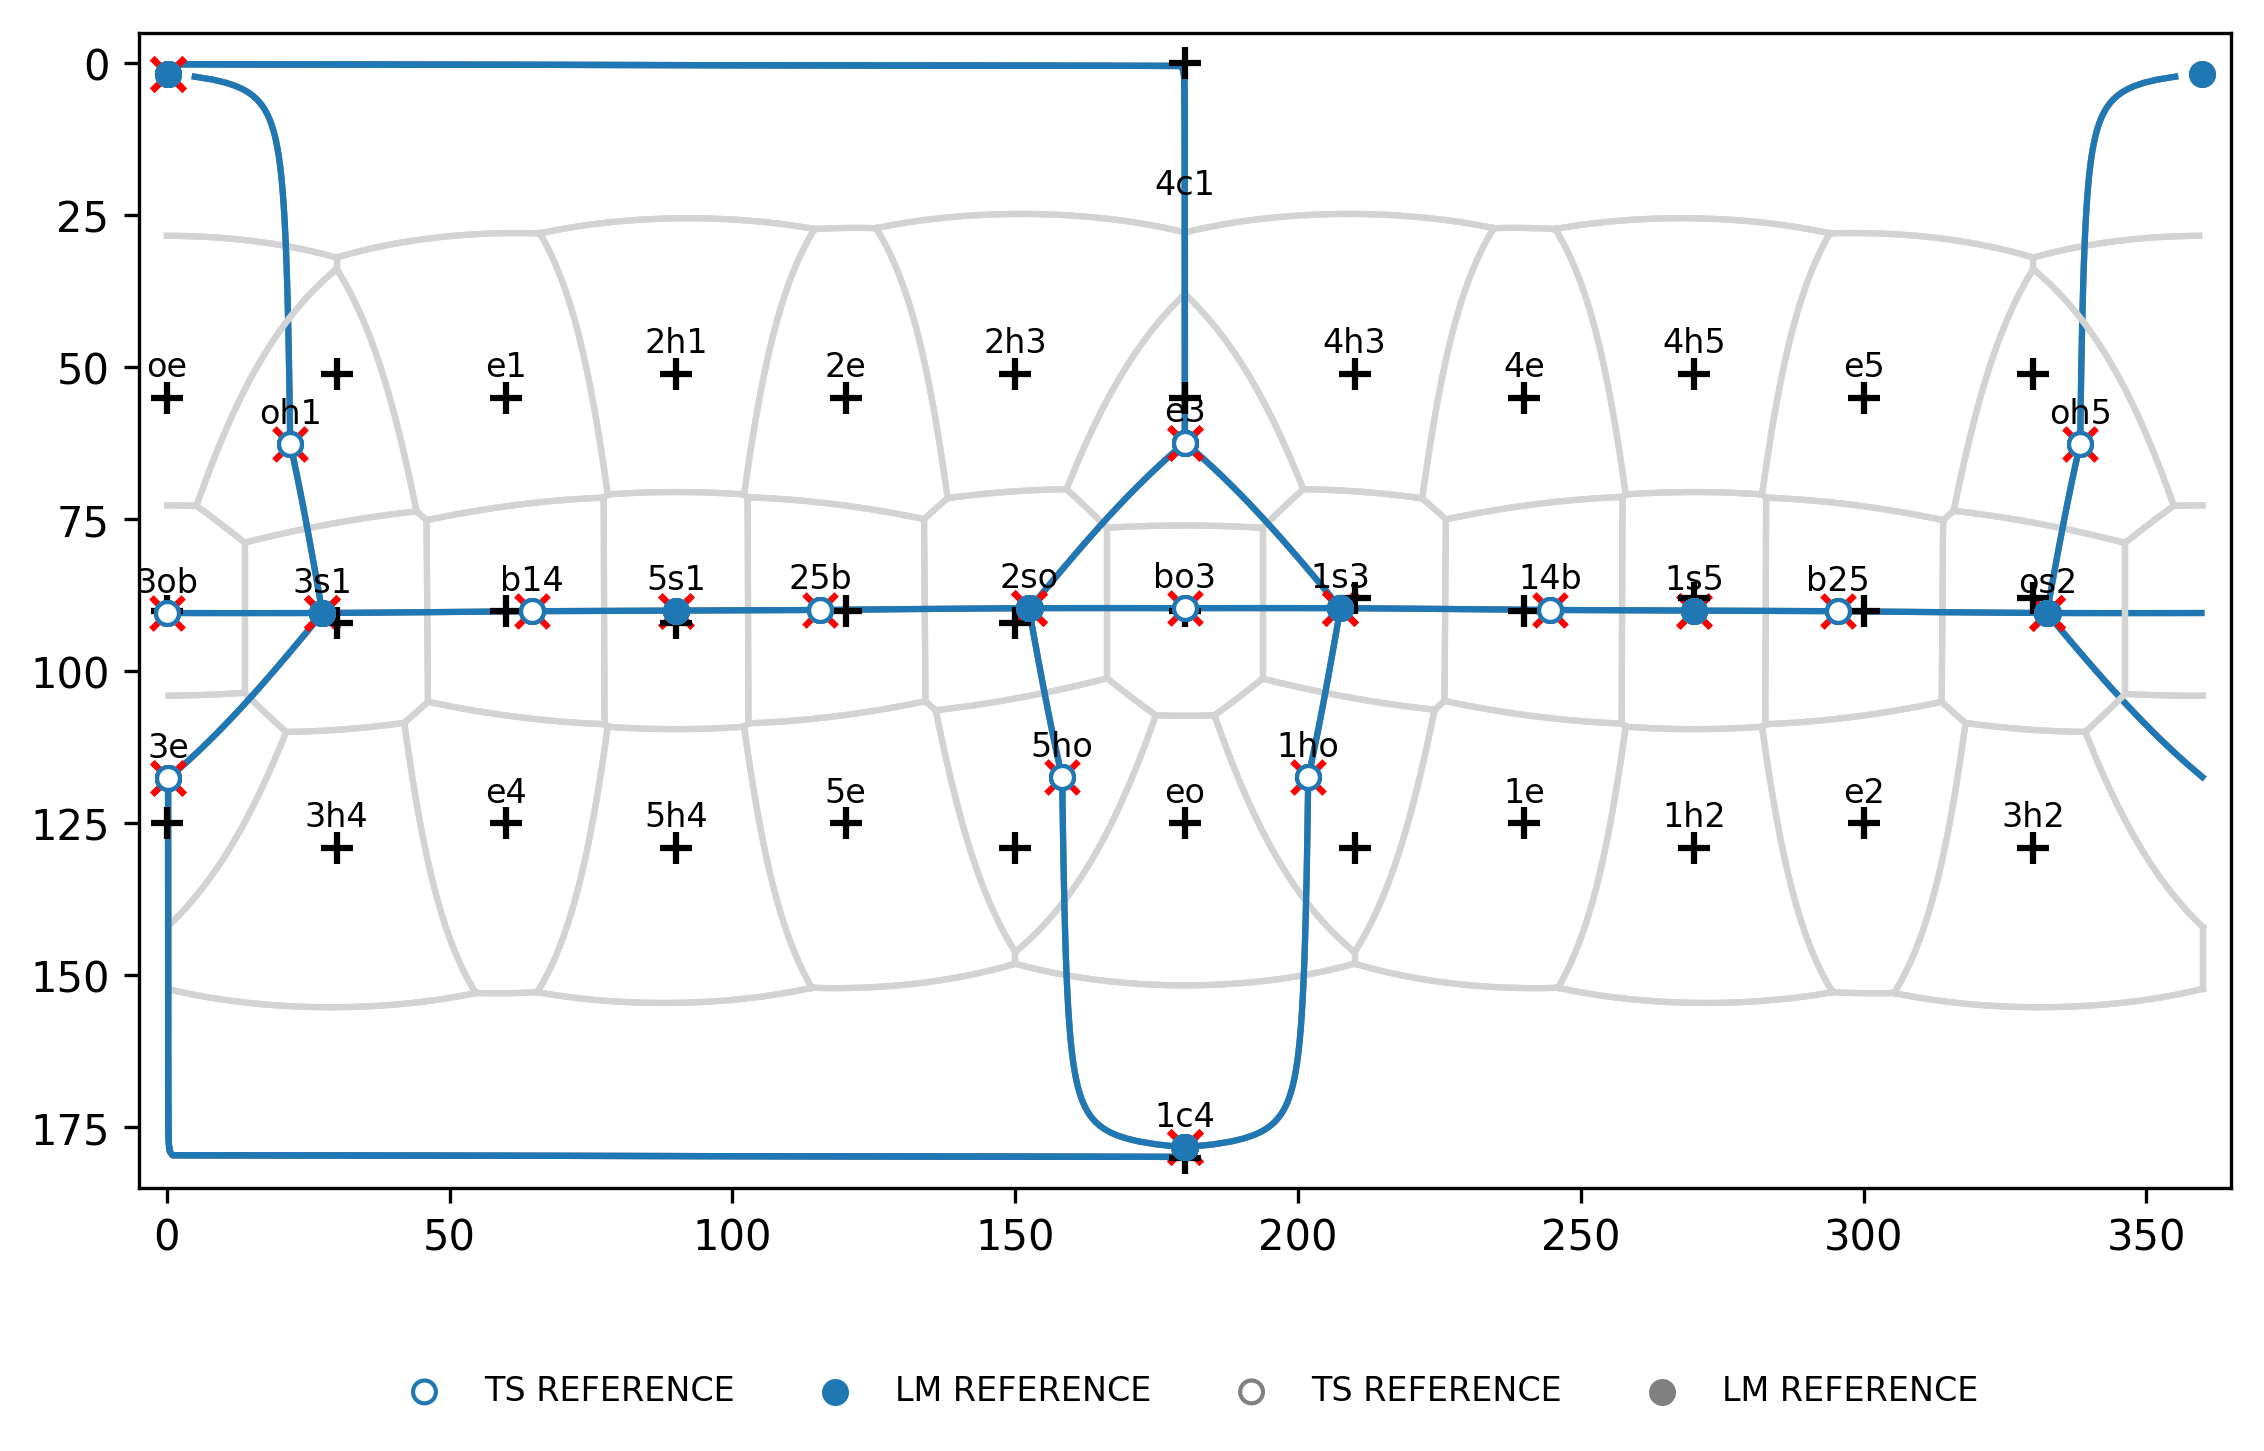 0
4c1
25
2h1 2h3 4h3 4h5
oe e1 2e 4e e5
50
oh1 e3 oh5
75
3ob 3s1 b14 5s1 25b 2so bo3 1s3 14b 1s5 b25 os2
100
3e 5ho 1ho
e4 5e eo 1e e2
125
3h4 5h4 1h2 3h2
150
1c4
175
0 50 100 150 200 250 300 350
TS REFERENCE LM REFERENCE TS REFERENCE LM REFERENCE